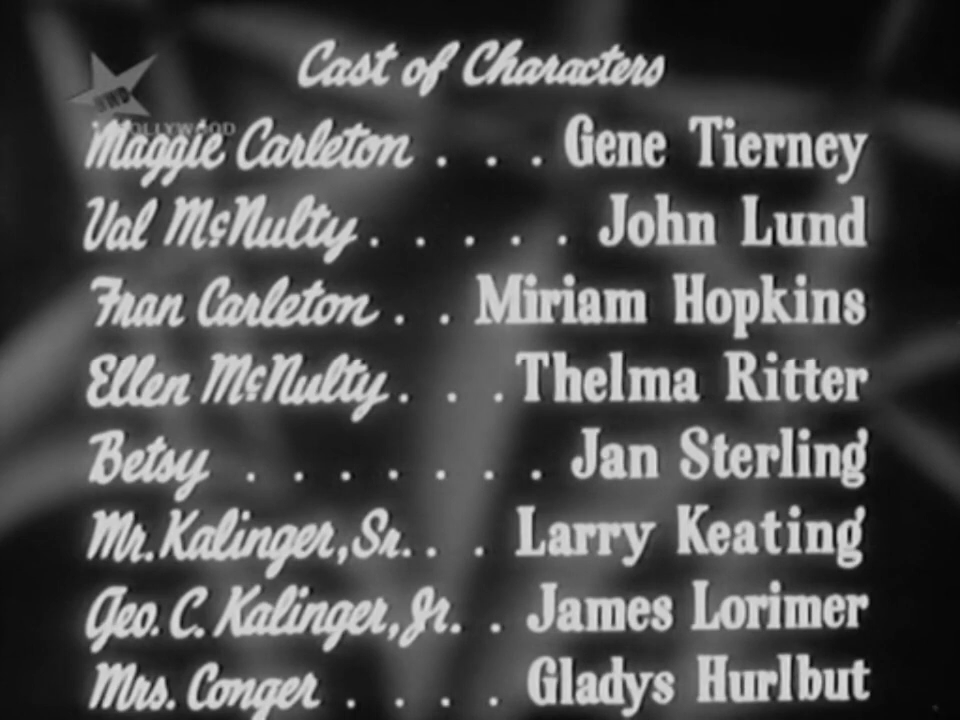 Cast of Characters
HOLLYWOOD
Maggie Carleton . . . Gene Tierney
Val McNulty . . . . . John Lund
Fran Carleton . . Miriam Hopkins
Ellen McNulty . . . Thelma Ritter
Betsy . . . . . . . Jan Sterling
Mr. Kalinger, Sr. . . Larry Keating
Geo. C. Kalinger, Jr. . James Lorimer
Mrs. Conger . . . . Gladys Hurlbut